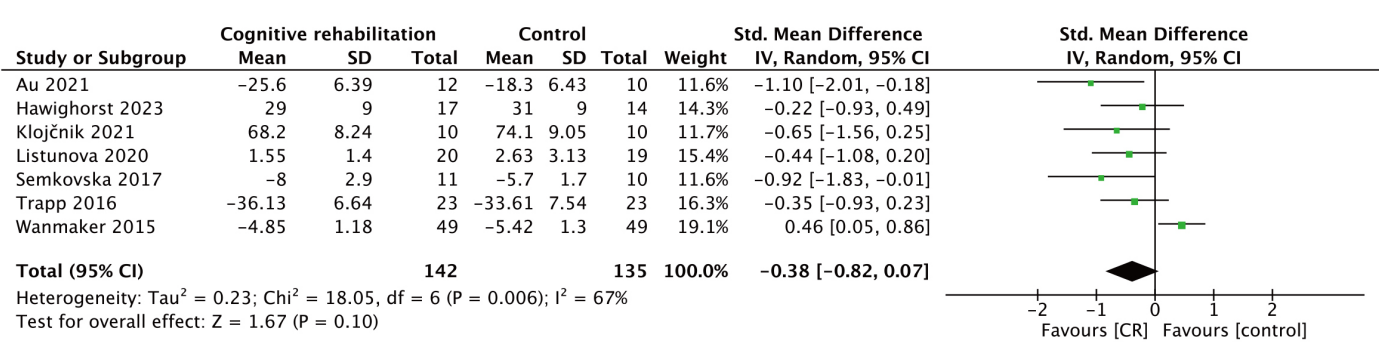 Cognitive rehabilitation Control Std. Mean Difference Std. Mean Difference
Study or Subgroup Mean SD Total Mean SD Total Weight IV, Random, 95% CI IV, Random, 95% CI
Au 2021 −25.6 6.39 12 −18.3 6.43 10 11.6% −1.10 [−2.01, −0.18]
Hawighorst 2023 29 9 17 31 9 14 14.3% −0.22 [−0.93, 0.49]
Klojčnik 2021 68.2 8.24 10 74.1 9.05 10 11.7% −0.65 [−1.56, 0.25]
Listunova 2020 1.55 1.4 20 2.63 3.13 19 15.4% −0.44 [−1.08, 0.20]
Semkovska 2017 −8 2.9 11 −5.7 1.7 10 11.6% −0.92 [−1.83, −0.01]
Trapp 2016 −36.13 6.64 23 −33.61 7.54 23 16.3% −0.35 [−0.93, 0.23]
Wanmaker 2015 −4.85 1.18 49 −5.42 1.3 49 19.1% 0.46 [0.05, 0.86]
Total (95% CI) 142 135 100.0% −0.38 [−0.82, 0.07]
Heterogeneity: Tau² = 0.23; Chi² = 18.05, df = 6 (P = 0.006); I² = 67%
Test for overall effect: Z = 1.67 (P = 0.10)
−2 −1 0 1 2
Favours [CR] Favours [control]